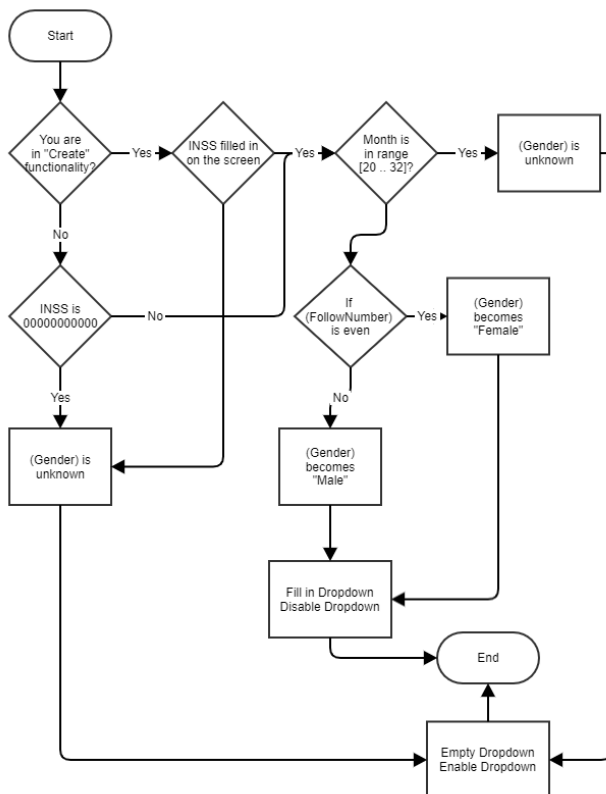 Start
You are
in "Create"
functionality?
Yes
INSS filled in
on the screen
Yes
Month is
in range
[20 .. 32]?
Yes
(Gender) is
unknown
No
INSS is
00000000000
No
If
(FollowNumber)
is even
Yes
(Gender)
becomes
"Female"
Yes
No
(Gender) is
unknown
(Gender)
becomes
"Male"
Fill in Dropdown
Disable Dropdown
End
Empty Dropdown
Enable Dropdown